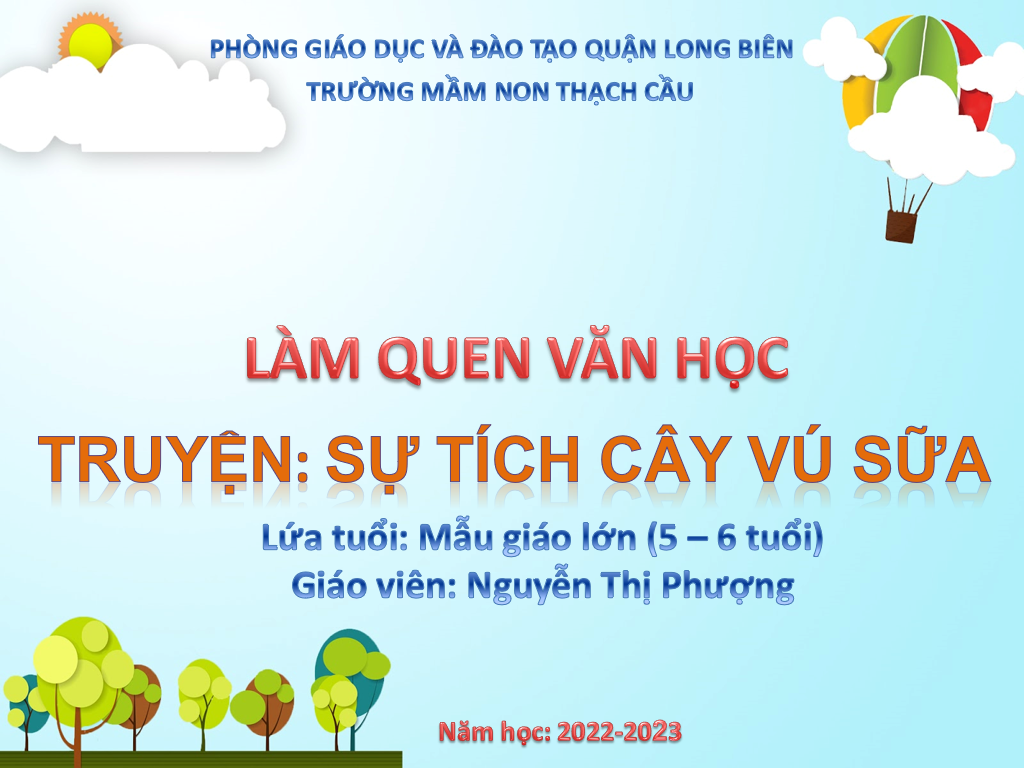 PHÒNG GIÁO DỤC VÀ ĐÀO TẠO QUẬN LONG BIÊN
TRƯỜNG MẦM NON THẠCH CẦU
LÀM QUEN VĂN HỌC
TRUYỆN: SỰ TÍCH CÂY VÚ SỮA
Lứa tuổi: Mẫu giáo lớn (5 – 6 tuổi)
Giáo viên: Nguyễn Thị Phượng
Năm học: 2022-2023